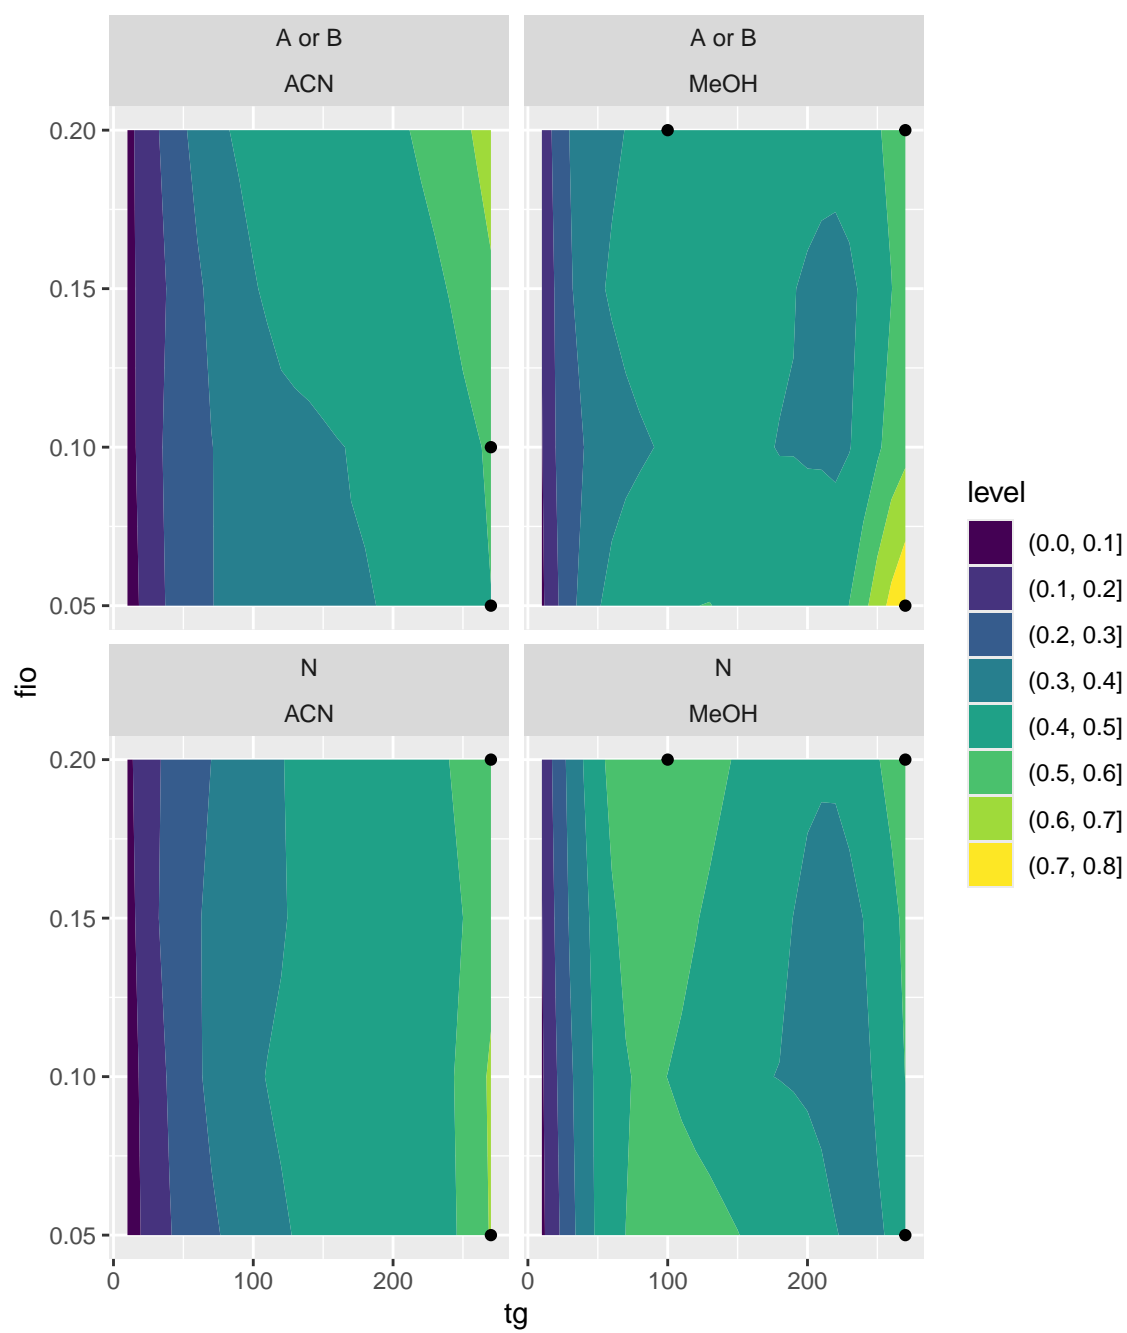 A or B
ACN
A or B
MeOH
0.20
0.15
0.10
0.05
N
ACN
N
MeOH
0.20
0.15
0.10
0.05
0
100
200
0
100
200
tg
fio
level
(0.0, 0.1]
(0.1, 0.2]
(0.2, 0.3]
(0.3, 0.4]
(0.4, 0.5]
(0.5, 0.6]
(0.6, 0.7]
(0.7, 0.8]